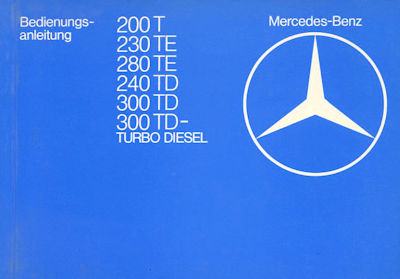 Bedienungs-
anleitung
200 T
230 TE
280 TE
240 TD
300 TD
300 TD-
TURBO DIESEL
Mercedes-Benz